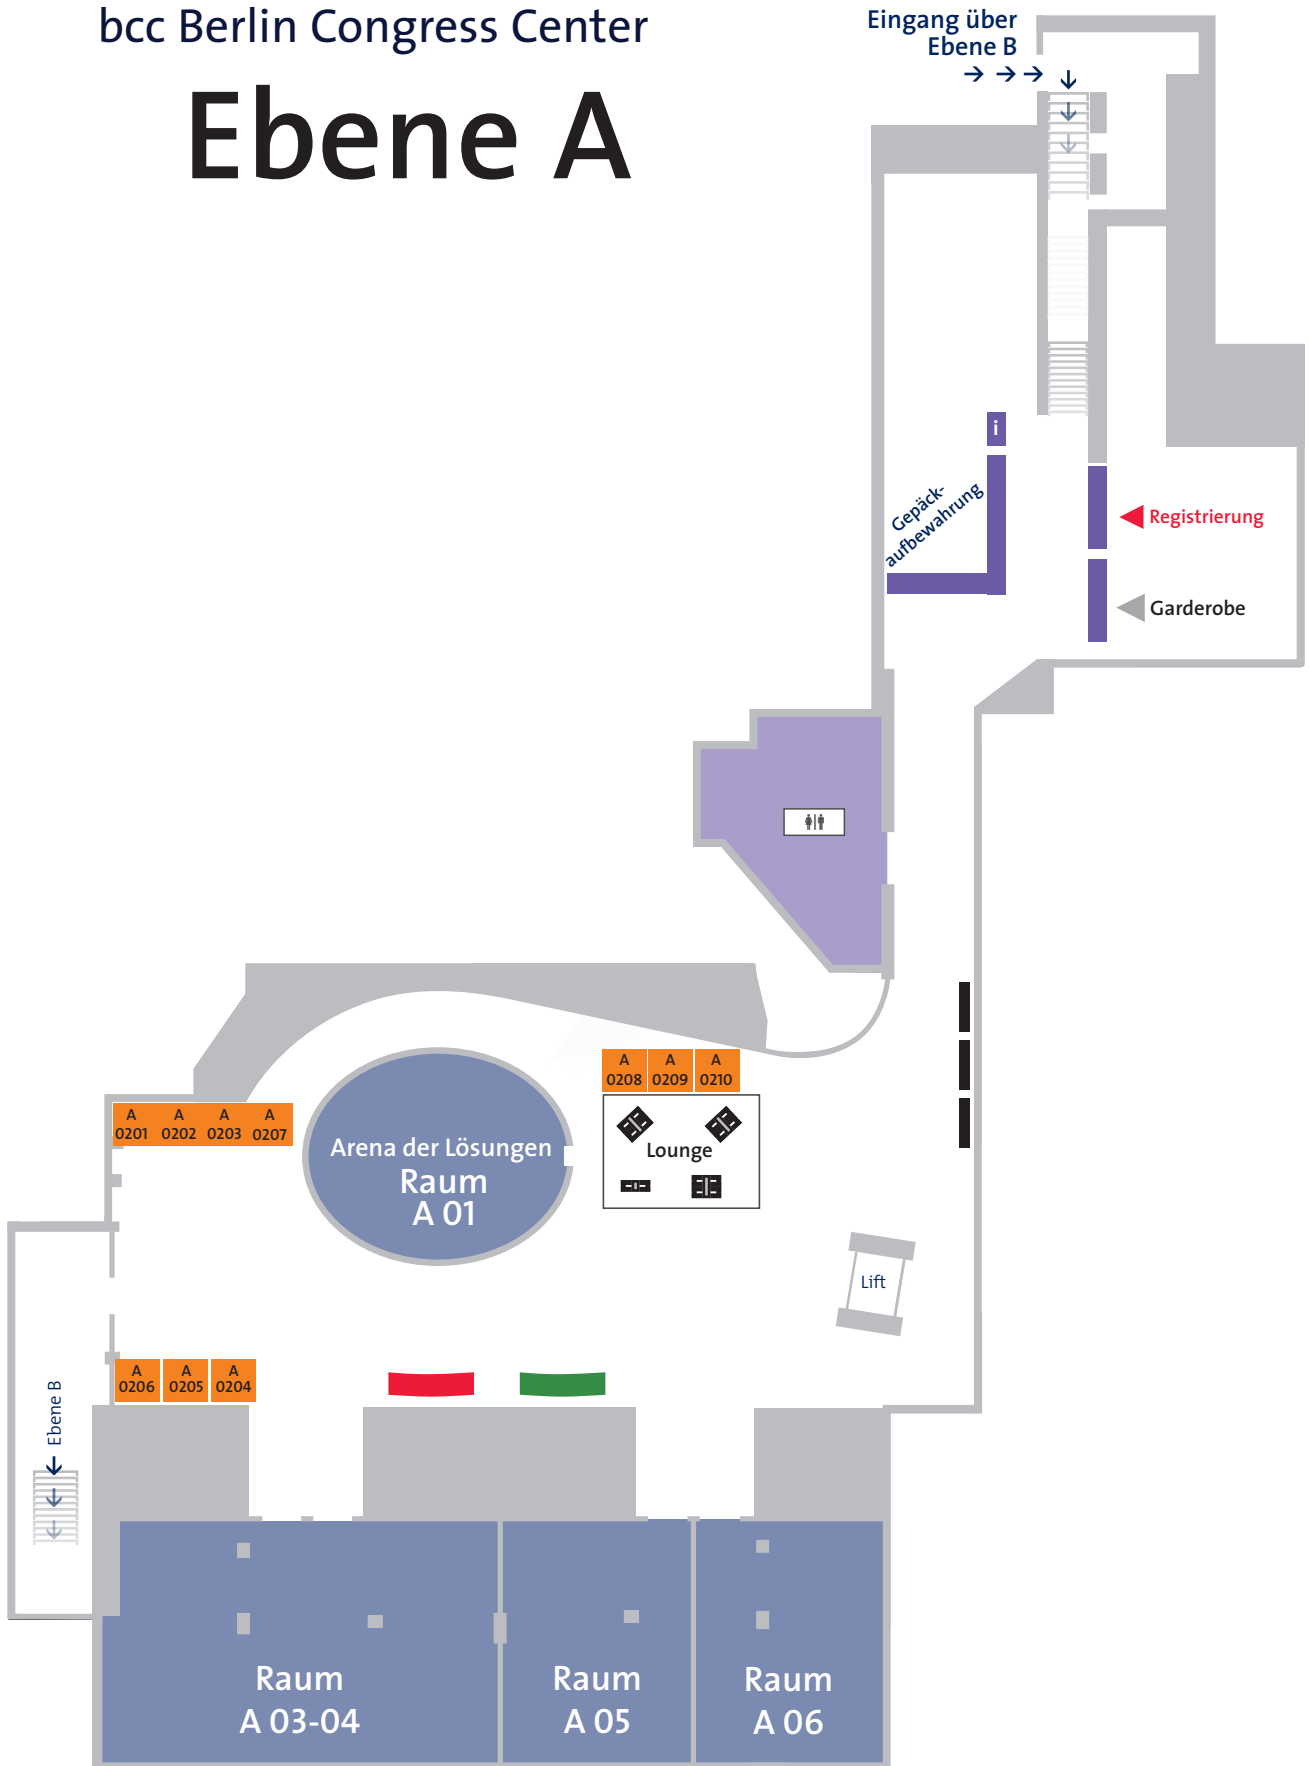 bcc Berlin Congress Center
Ebene A
Eingang über
Ebene B
i
Gepäck-
aufbewahrung
Registrierung
Garderobe
A
0208
A
0209
A
0210
Lounge
A
0201
A
0202
A
0203
A
0207
Arena der Lösungen
Raum
A 01
Lift
A
0206
A
0205
A
0204
Ebene B
Raum
A 03-04
Raum
A 05
Raum
A 06